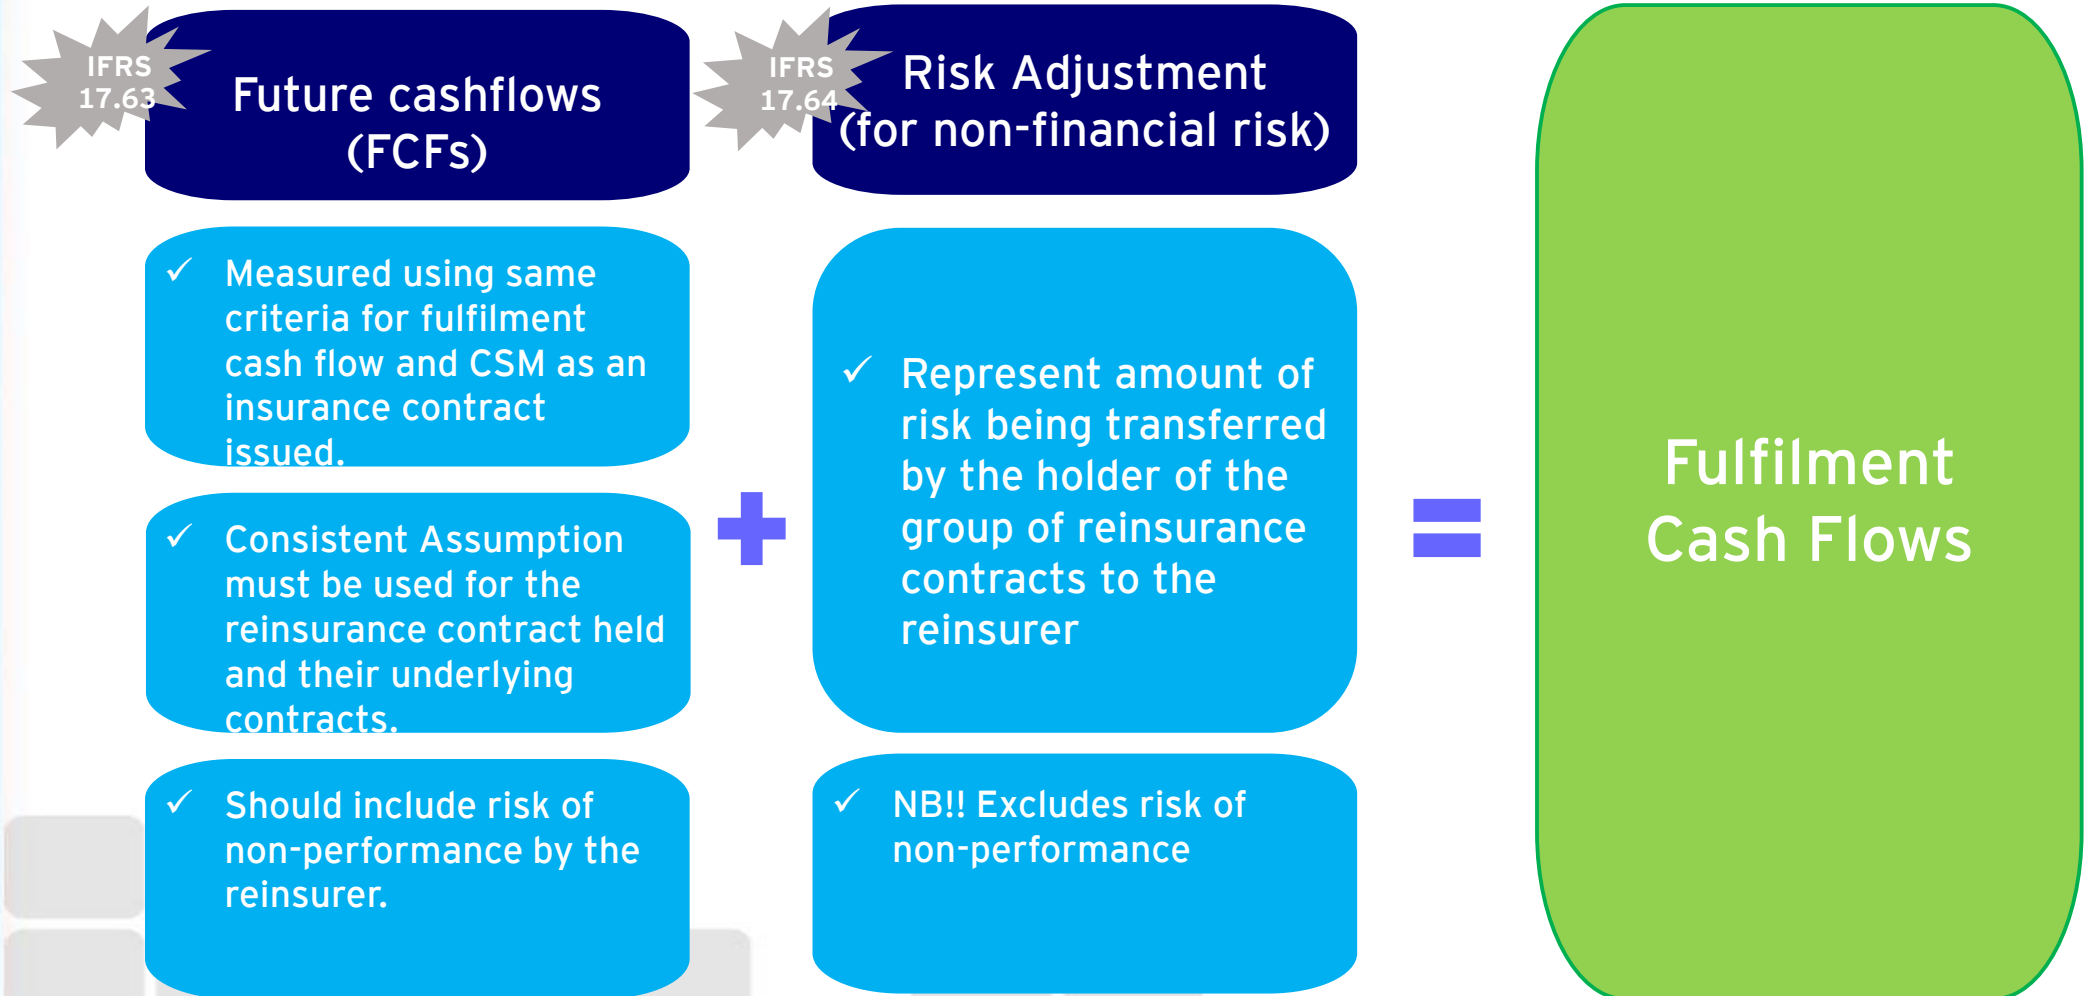 IFRS
17.63
Future cashflows
(FCFs)
✓ Measured using same
criteria for fulfilment
cash flow and CSM as an
insurance contract
issued.
✓ Consistent Assumption
must be used for the
reinsurance contract held
and their underlying
contracts.
✓ Should include risk of
non-performance by the
reinsurer.
+
IFRS
17.64
Risk Adjustment
(for non-financial risk)
✓ Represent amount of
risk being transferred
by the holder of the
group of reinsurance
contracts to the
reinsurer
✓ NB!! Excludes risk of
non-performance
=
Fulfilment
Cash Flows